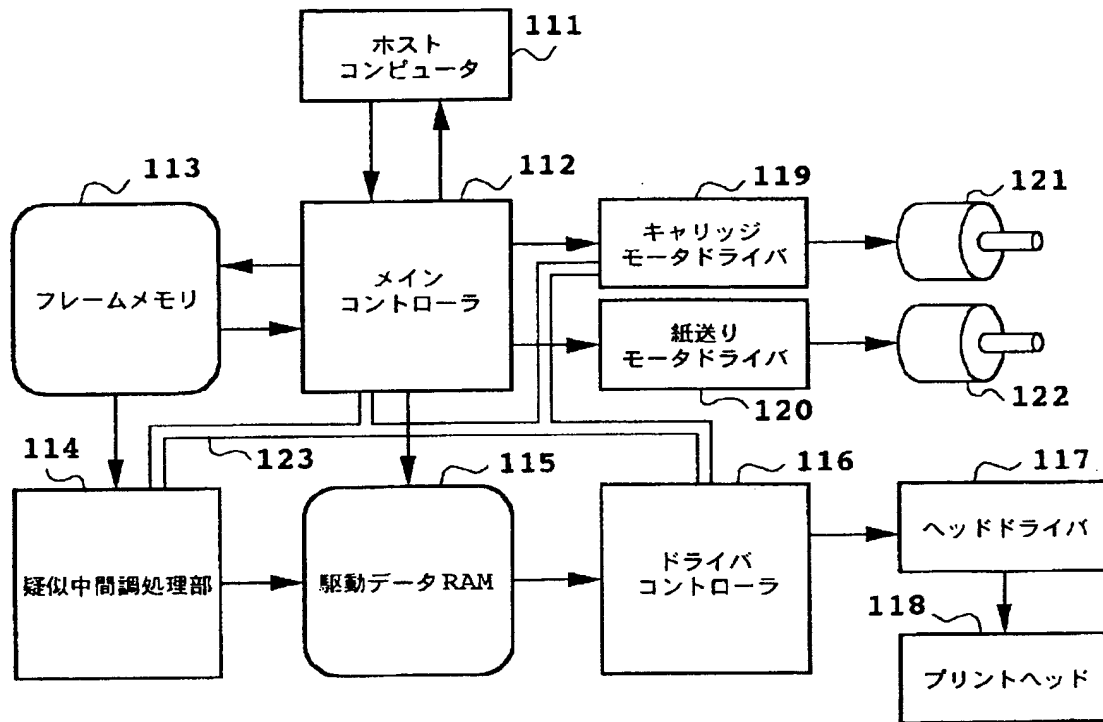 111
ホスト
コンピュータ
113
112
119
121
フレームメモリ
メイン
コントローラ
キャリッジ
モータドライバ
紙送り
モータドライバ
120
122
114
123
115
116
117
疑似中間調処理部
駆動データRAM
ドライバ
コントローラ
ヘッドドライバ
118
プリントヘッド